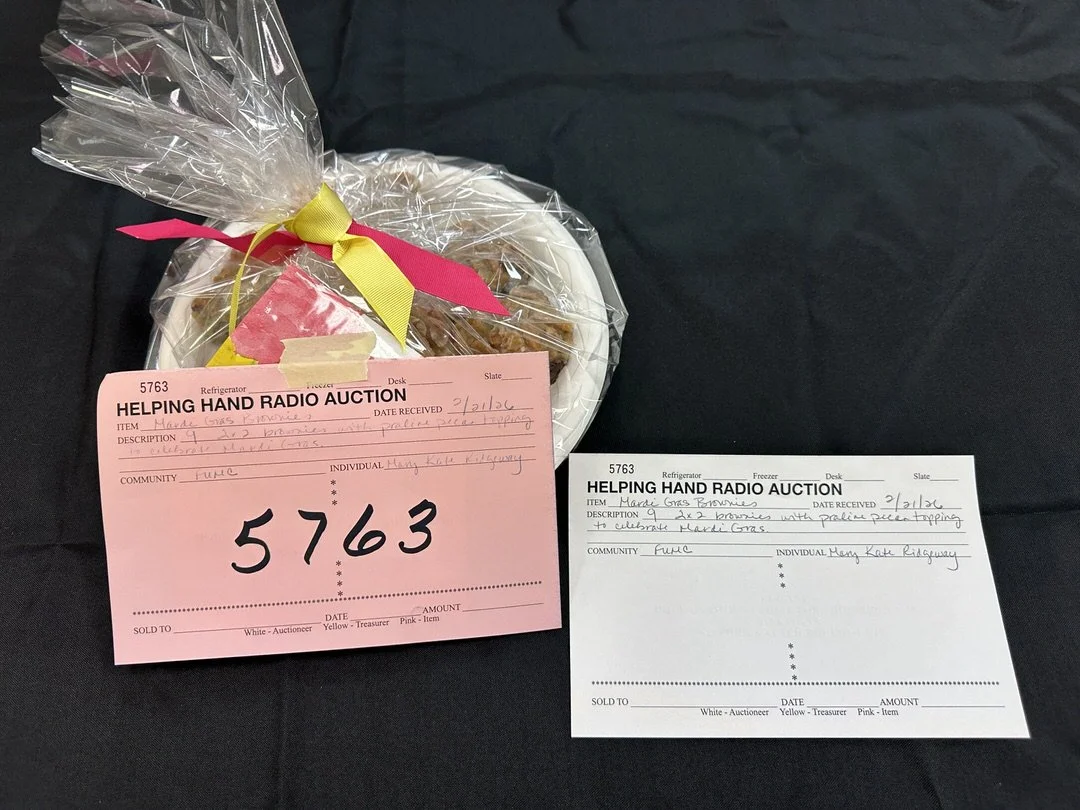 5763
Refrigerator Freezer Desk Slate
HELPING HAND RADIO AUCTION
ITEM Mardi Gras Brownies DATE RECEIVED 2/21/26
DESCRIPTION 9 2x2 brownies with praline pecan topping
to celebrate Mardi Gras.
COMMUNITY FUMC INDIVIDUAL Mary Kate Ridgeway
*
*
*
5763
*
*
*
*
SOLD TO DATE AMOUNT
White - Auctioneer Yellow - Treasurer Pink - Item
5763
Refrigerator Freezer Desk Slate
HELPING HAND RADIO AUCTION
ITEM Mardi Gras Brownies DATE RECEIVED 2/21/26
DESCRIPTION 9 2x2 brownies with praline pecan topping
to celebrate Mardi Gras.
COMMUNITY FUMC INDIVIDUAL Mary Kate Ridgeway
*
*
*
*
*
*
*
SOLD TO DATE AMOUNT
White - Auctioneer Yellow - Treasurer Pink - Item